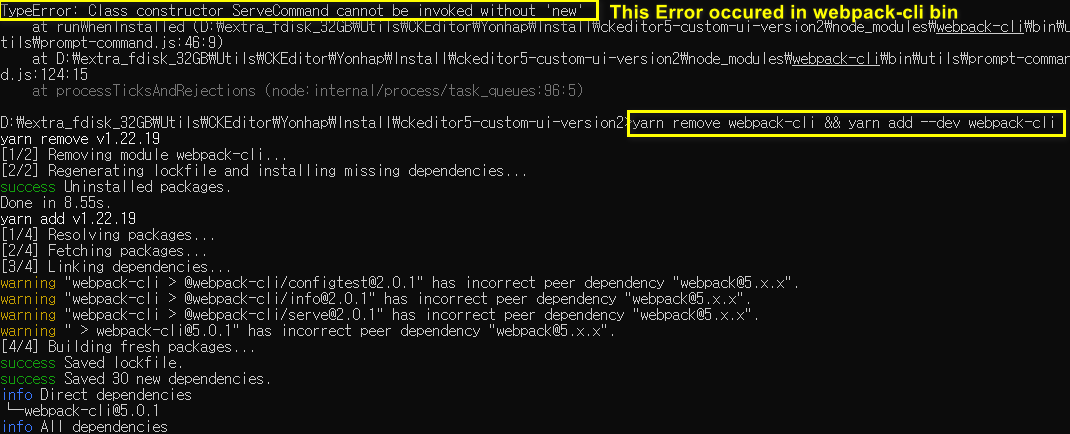 TypeError: Class constructor ServeCommand cannot be invoked without 'new'
This Error occured in webpack-cli bin
    at runWhenInstalled (D:₩extra_fdisk_32GB₩Utils₩CKEditor₩Yonhap₩Install₩ckeditor5-custom-ui-version2₩node_modules₩webpack-cli₩bin₩u
tils₩prompt-command.js:46:9)
    at D:₩extra_fdisk_32GB₩Utils₩CKEditor₩Yonhap₩Install₩ckeditor5-custom-ui-version2₩node_modules₩webpack-cli₩bin₩utils₩prompt-comman
d.js:124:15
    at processTicksAndRejections (node:internal/process/task_queues:96:5)
D:₩extra_fdisk_32GB₩Utils₩CKEditor₩Yonhap₩Install₩ckeditor5-custom-ui-version2>yarn remove webpack-cli && yarn add --dev webpack-cli
yarn remove v1.22.19
[1/2] Removing module webpack-cli...
[2/2] Regenerating lockfile and installing missing dependencies...
success Uninstalled packages.
Done in 8.55s.
yarn add v1.22.19
[1/4] Resolving packages...
[2/4] Fetching packages...
[3/4] Linking dependencies...
warning "webpack-cli > @webpack-cli/configtest@2.0.1" has incorrect peer dependency "webpack@5.x.x".
warning "webpack-cli > @webpack-cli/info@2.0.1" has incorrect peer dependency "webpack@5.x.x".
warning "webpack-cli > @webpack-cli/serve@2.0.1" has incorrect peer dependency "webpack@5.x.x".
warning " > webpack-cli@5.0.1" has incorrect peer dependency "webpack@5.x.x".
[4/4] Building fresh packages...
success Saved lockfile.
success Saved 30 new dependencies.
info Direct dependencies
└─webpack-cli@5.0.1
info All dependencies